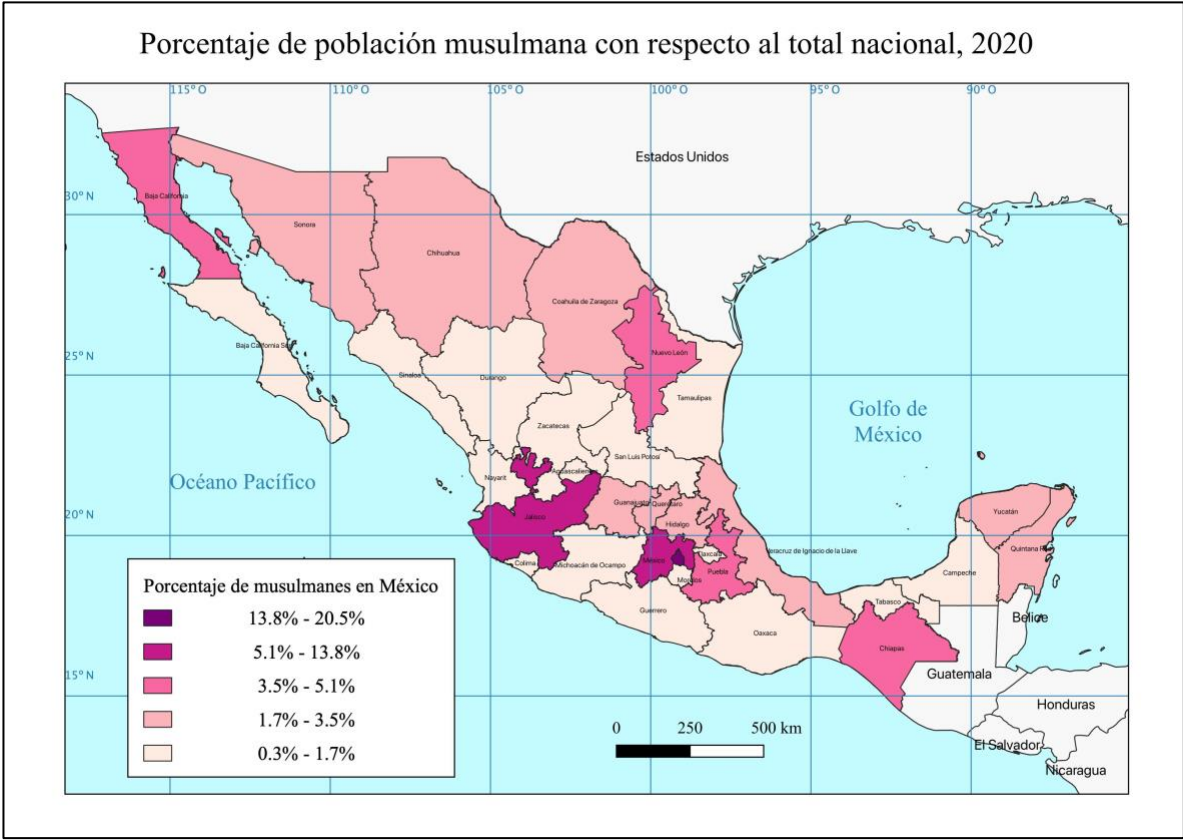 Porcentaje de población musulmana con respecto al total nacional, 2020
115° O
110° O
105° O
100° O
95° O
90° O
Estados Unidos
30° N
Baja California
Sonora
Chihuahua
Coahuila de Zaragoza
25° N
Baja California Sur
Nuevo León
Sinaloa
Durango
Tamaulipas
Zacatecas
Golfo de
México
San Luis Potosí
Océano Pacífico
Nayarit
Aguascalientes
20° N
Guanajuato
Querétaro
Jalisco
Hidalgo
Yucatán
Veracruz de Ignacio de la Llave
Quintana Roo
Colima
Michoacán de Ocampo
México
Tlaxcala
Puebla
Morelos
Campeche
Tabasco
Guerrero
Oaxaca
Belice
Chiapas
15° N
Guatemala
Honduras
El Salvador
Nicaragua
0 250 500 km
Porcentaje de musulmanes en México
13.8% - 20.5%
5.1% - 13.8%
3.5% - 5.1%
1.7% - 3.5%
0.3% - 1.7%